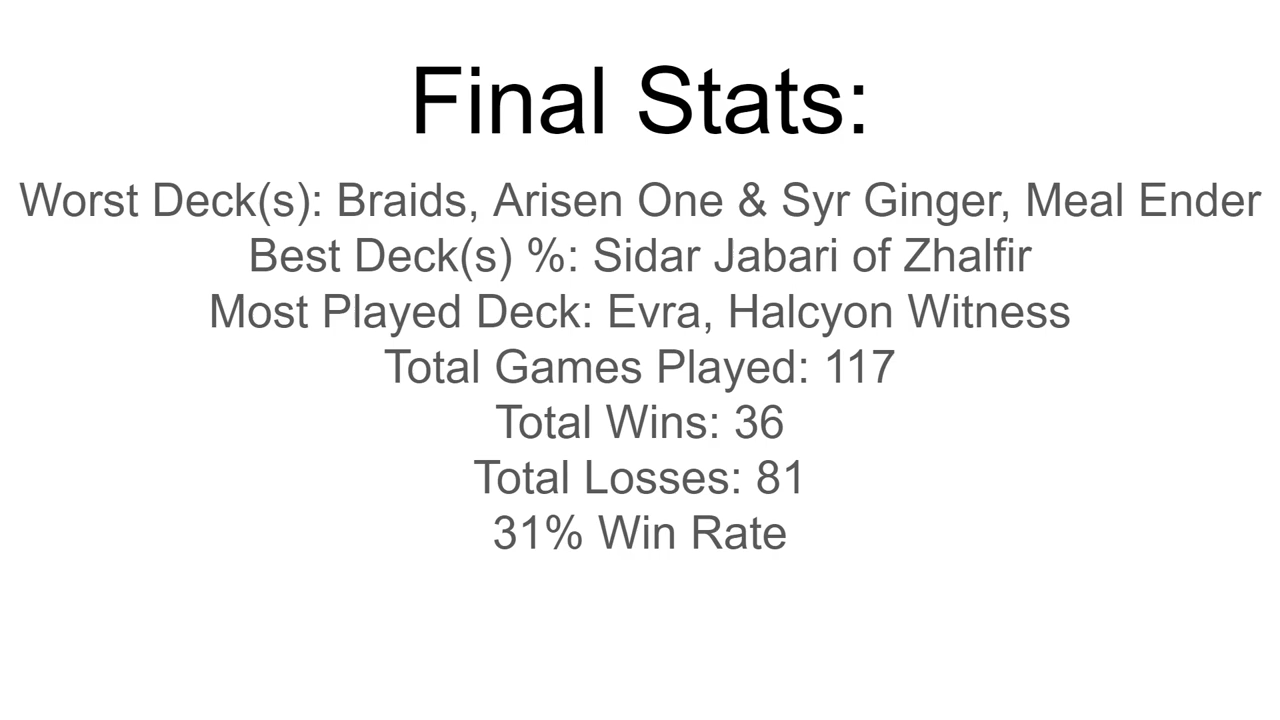 Final Stats:
Worst Deck(s): Braids, Arisen One & Syr Ginger, Meal Ender
Best Deck(s) %: Sidar Jabari of Zhalfir
Most Played Deck: Evra, Halcyon Witness
Total Games Played: 117
Total Wins: 36
Total Losses: 81
31% Win Rate